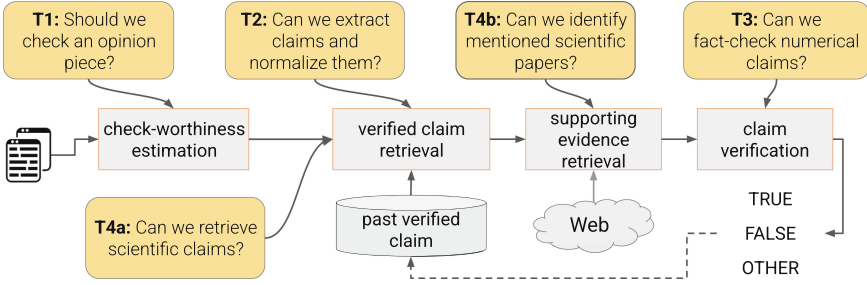 T1: Should we
check an opinion
piece?
T2: Can we extract
claims and
normalize them?
T4b: Can we identify
mentioned scientific
papers?
T3: Can we
fact-check numerical
claims?
check-worthiness
estimation
verified claim
retrieval
supporting
evidence
retrieval
claim
verification
T4a: Can we retrieve
scientific claims?
past verified
claim
Web
TRUE
FALSE
OTHER